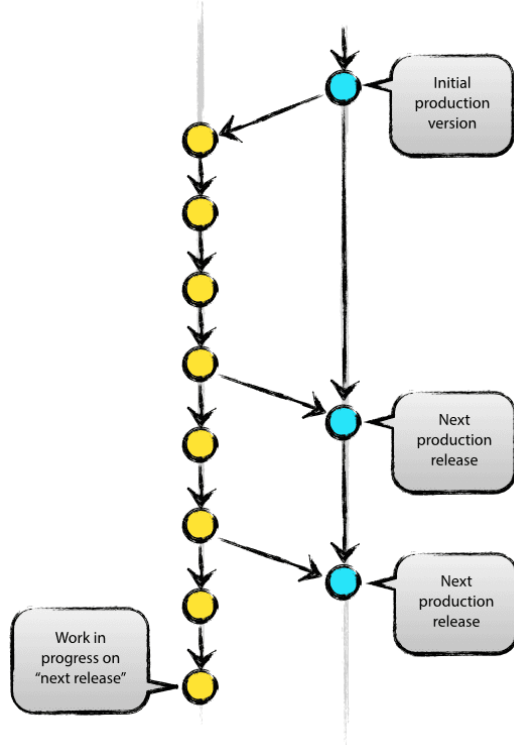 Initial
production
version
Next
production
release
Next
production
release
Work in
progress on
“next release”